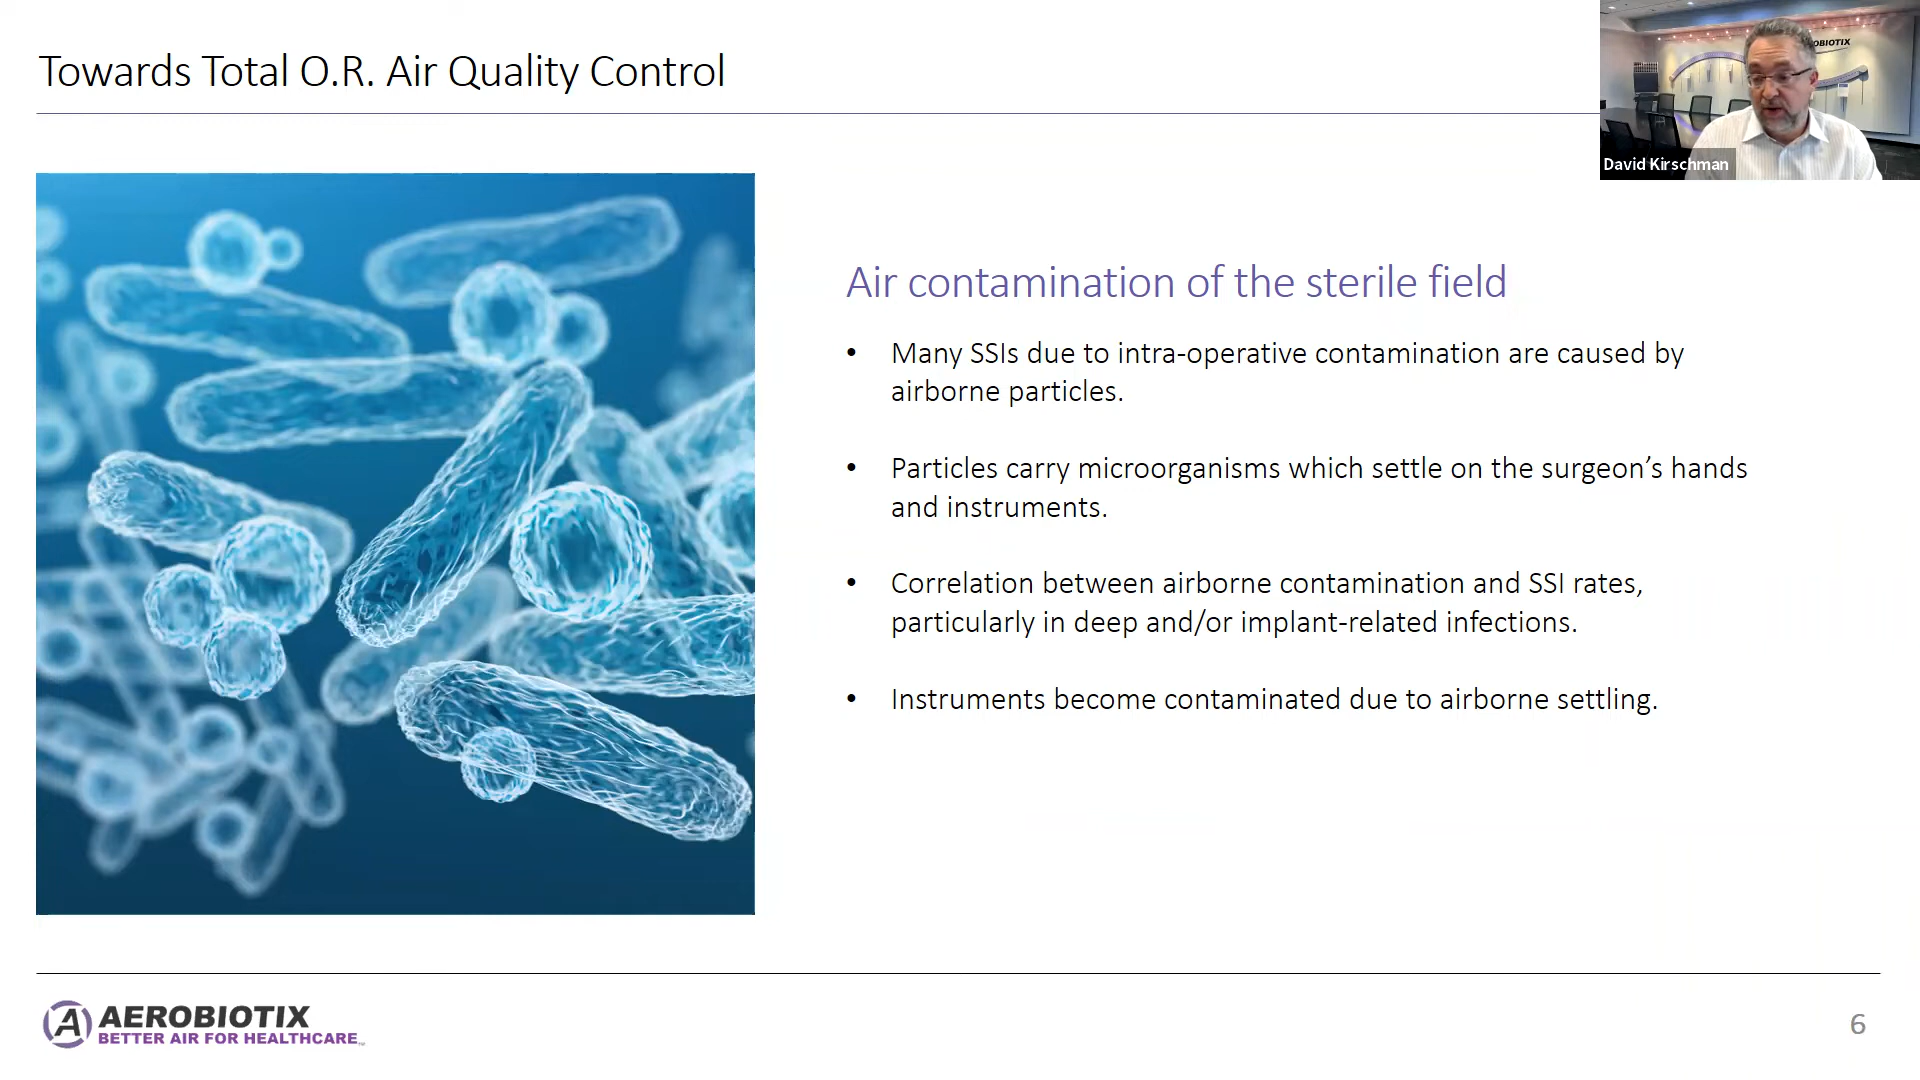 Towards Total O.R. Air Quality Control
OBIOTIX
David Kirschman
Air contamination of the sterile field
• Many SSIs due to intra-operative contamination are caused by
airborne particles.
• Particles carry microorganisms which settle on the surgeon’s hands
and instruments.
• Correlation between airborne contamination and SSI rates,
particularly in deep and/or implant-related infections.
• Instruments become contaminated due to airborne settling.
A AEROBIOTIX
BETTER AIR FOR HEALTHCARE™
6